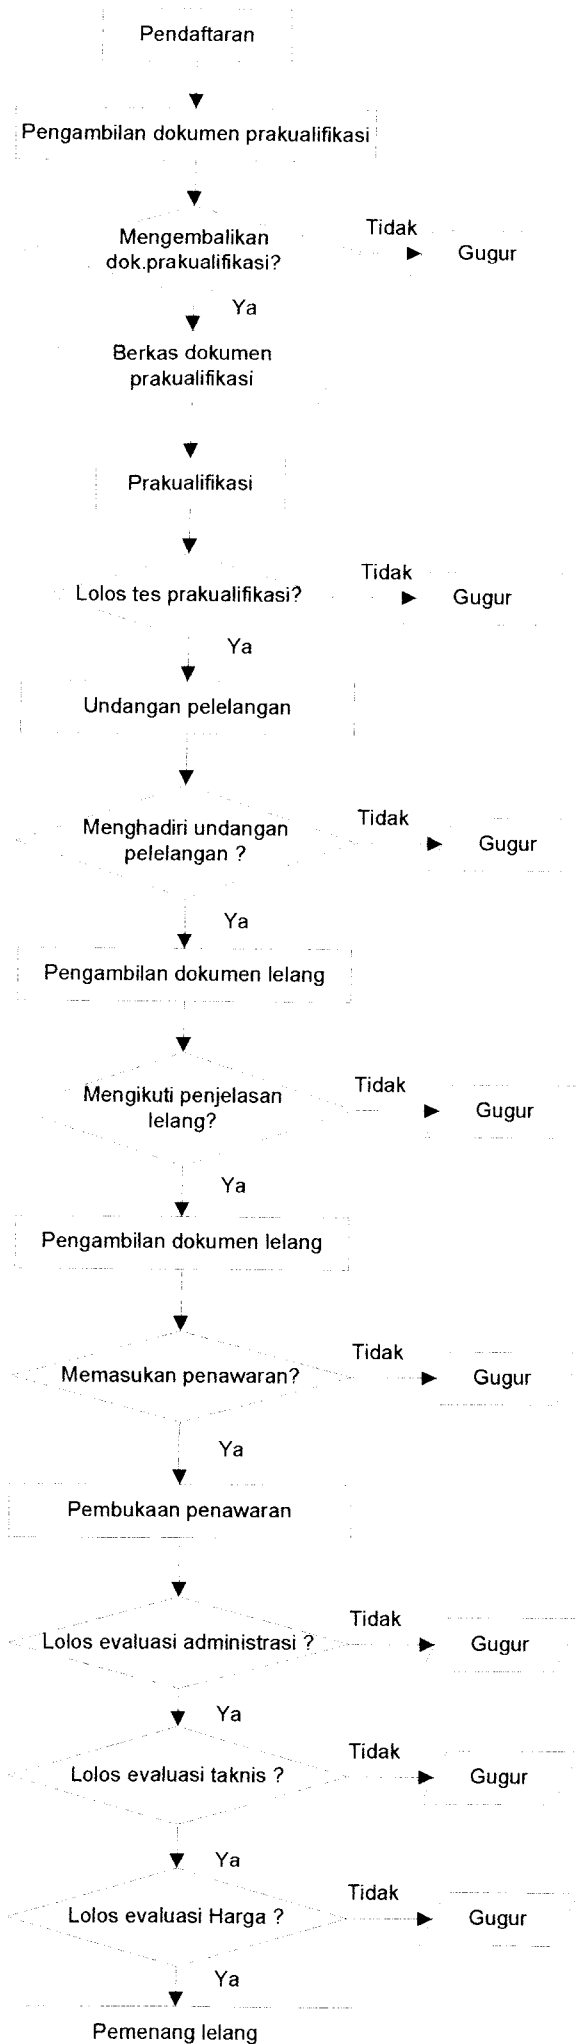 Pendaftaran
Pengambilan dokumen prakualifikasi
Mengembalikan
dok.prakualifikasi?
Tidak
Gugur
Ya
Berkas dokumen
prakualifikasi
Prakualifikasi
Lolos tes prakualifikasi?
Tidak
Gugur
Ya
Undangan pelelangan
Menghadiri undangan
pelelangan ?
Tidak
Gugur
Ya
Pengambilan dokumen lelang
Mengikuti penjelasan
lelang?
Tidak
Gugur
Ya
Pengambilan dokumen lelang
Memasukan penawaran?
Tidak
Gugur
Ya
Pembukaan penawaran
Lolos evaluasi administrasi ?
Tidak
Gugur
Ya
Lolos evaluasi taknis ?
Tidak
Gugur
Ya
Lolos evaluasi Harga ?
Tidak
Gugur
Ya
Pemenang lelang